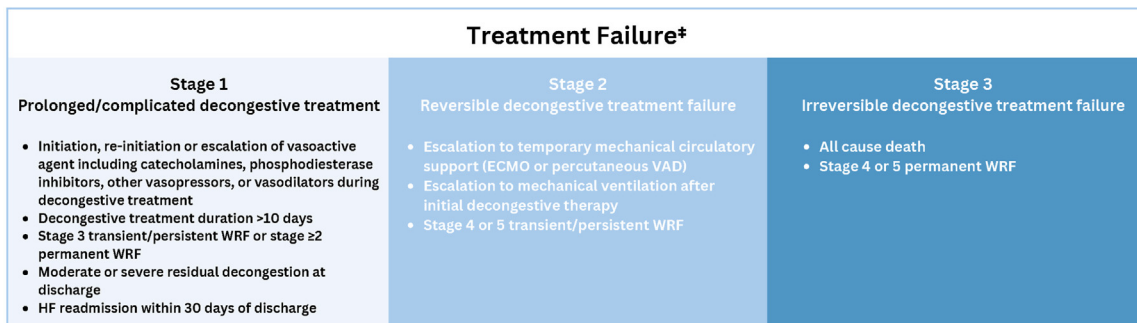 Treatment Failure‡
Stage 1
Prolonged/complicated decongestive treatment
• Initiation, re-initiation or escalation of vasoactive
agent including catecholamines, phosphodiesterase
inhibitors, other vasopressors, or vasodilators during
decongestive treatment
• Decongestive treatment duration >10 days
• Stage 3 transient/persistent WRF or stage ≥2
permanent WRF
• Moderate or severe residual decongestion at
discharge
• HF readmission within 30 days of discharge
Stage 2
Reversible decongestive treatment failure
• Escalation to temporary mechanical circulatory
support (ECMO or percutaneous VAD)
• Escalation to mechanical ventilation after
initial decongestive therapy
• Stage 4 or 5 transient/persistent WRF
Stage 3
Irreversible decongestive treatment failure
• All cause death
• Stage 4 or 5 permanent WRF